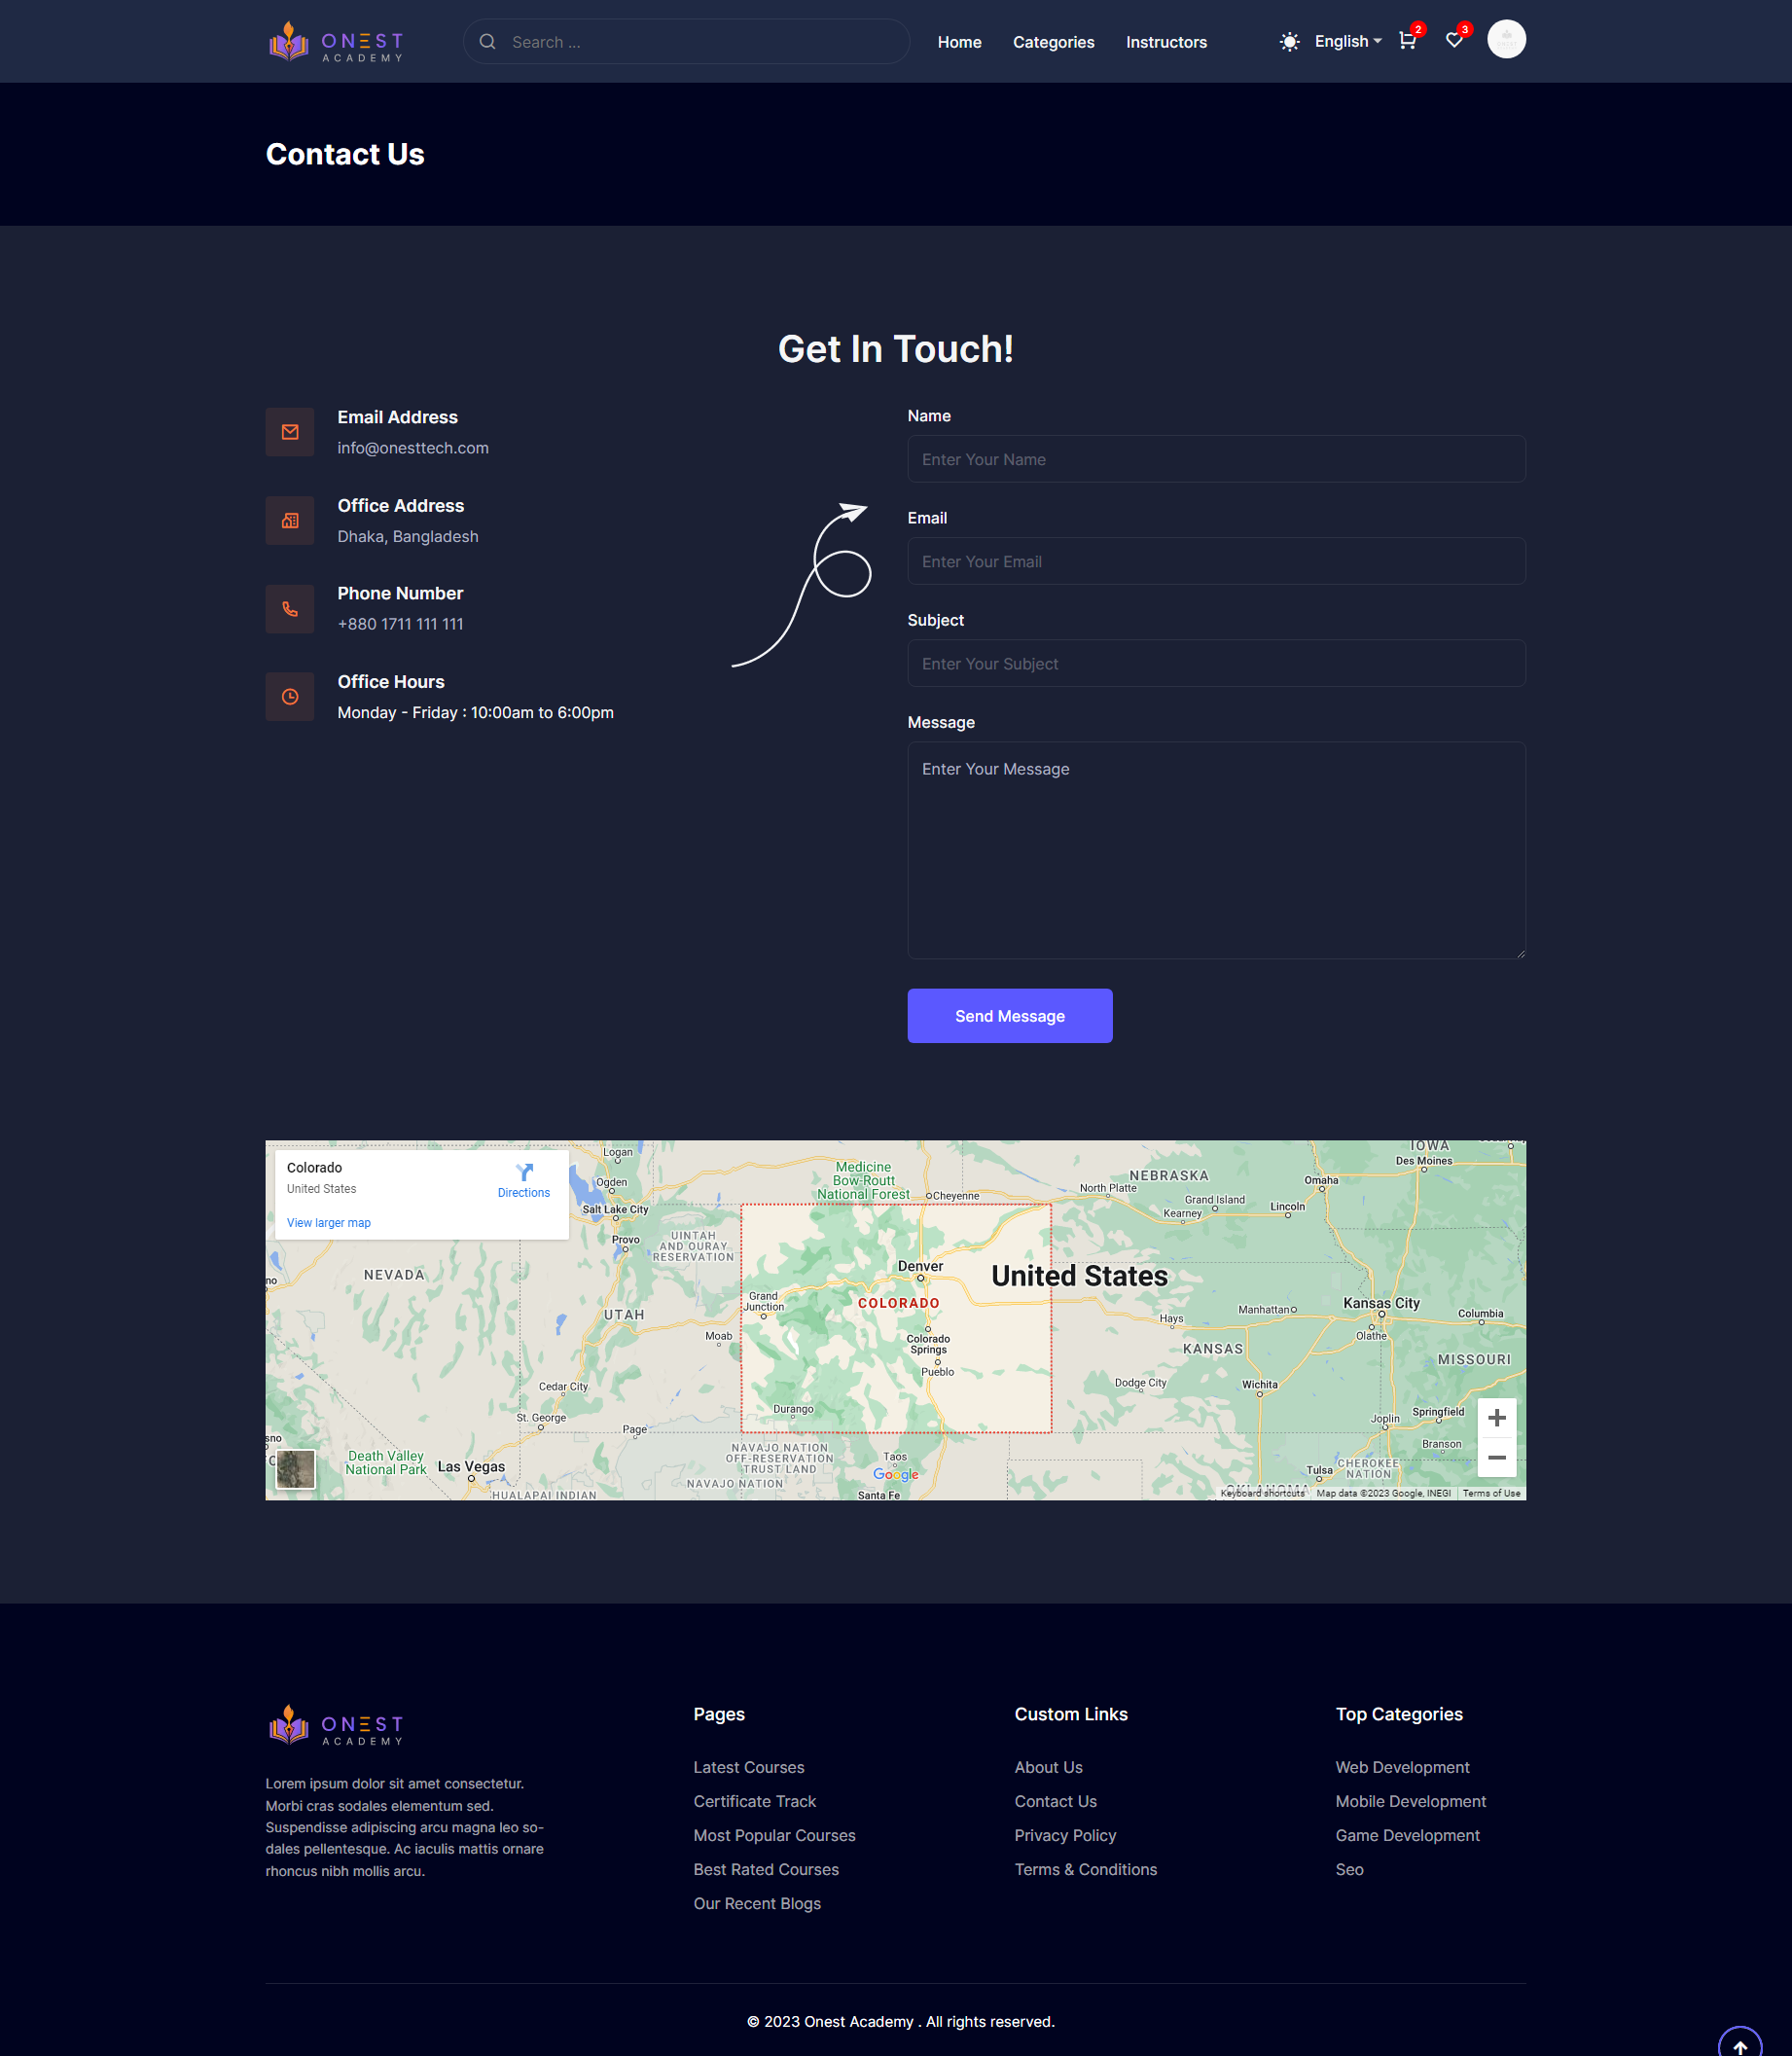 ONEST
ACADEMY
Search ...
Home
Categories
Instructors
English
2
3
Contact Us
Get In Touch!
Email Address
info@onesttech.com
Office Address
Dhaka, Bangladesh
Phone Number
+880 1711 111 111
Office Hours
Monday - Friday : 10:00am to 6:00pm
Name
Enter Your Name
Email
Enter Your Email
Subject
Enter Your Subject
Message
Enter Your Message
Send Message
Colorado
United States
Directions
View larger map
Logan
Ogden
Salt Lake City
Provo
UINTAH
AND OURAY
RESERVATION
Medicine
Bow-Routt
National Forest
Cheyenne
NEBRASKA
North Platte
Grand Island
Kearney
Lincoln
Omaha
IOWA
Des Moines
NEVADA
UTAH
Grand
Junction
Moab
Denver
COLORADO
United States
Colorado
Springs
Pueblo
Durango
Manhattan
Hays
KANSAS
Kansas City
Olathe
Columbia
MISSOURI
Dodge City
Wichita
Cedar City
St. George
Page
Joplin
Springfield
Branson
Death Valley
National Park
Las Vegas
NAVAJO NATION
OFF-RESERVATION
TRUST LAND
NAVAJO NATION
HUALAPAI INDIAN
Taos
Santa Fe
Google
Tulsa
CHEROKEE
NATION
OKLAHOMA
Keyboard shortcuts
Map data ©2023 Google, INEGI
Terms of Use
ONEST
ACADEMY
Lorem ipsum dolor sit amet consectetur.
Morbi cras sodales elementum sed.
Suspendisse adipiscing arcu magna leo so-
dales pellentesque. Ac iaculis mattis ornare
rhoncus nibh mollis arcu.
Pages
Latest Courses
Certificate Track
Most Popular Courses
Best Rated Courses
Our Recent Blogs
Custom Links
About Us
Contact Us
Privacy Policy
Terms & Conditions
Top Categories
Web Development
Mobile Development
Game Development
Seo
© 2023 Onest Academy . All rights reserved.